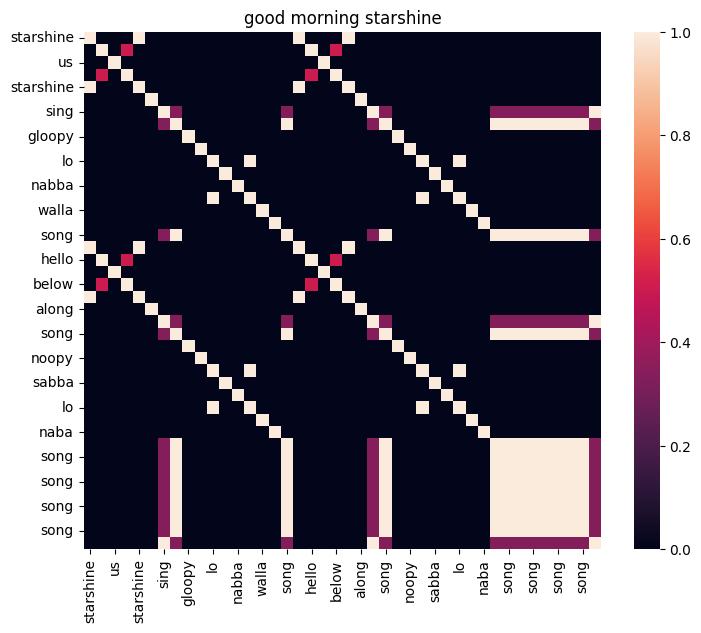 good morning starshine
starshine
us
starshine
sing
gloopy
lo
nabba
walla
song
hello
below
along
song
noopy
sabba
lo
naba
song
song
song
song
1.0
0.8
0.6
0.4
0.2
0.0
starshine
us
starshine
sing
gloopy
lo
nabba
walla
song
hello
below
along
song
noopy
sabba
lo
naba
song
song
song
song